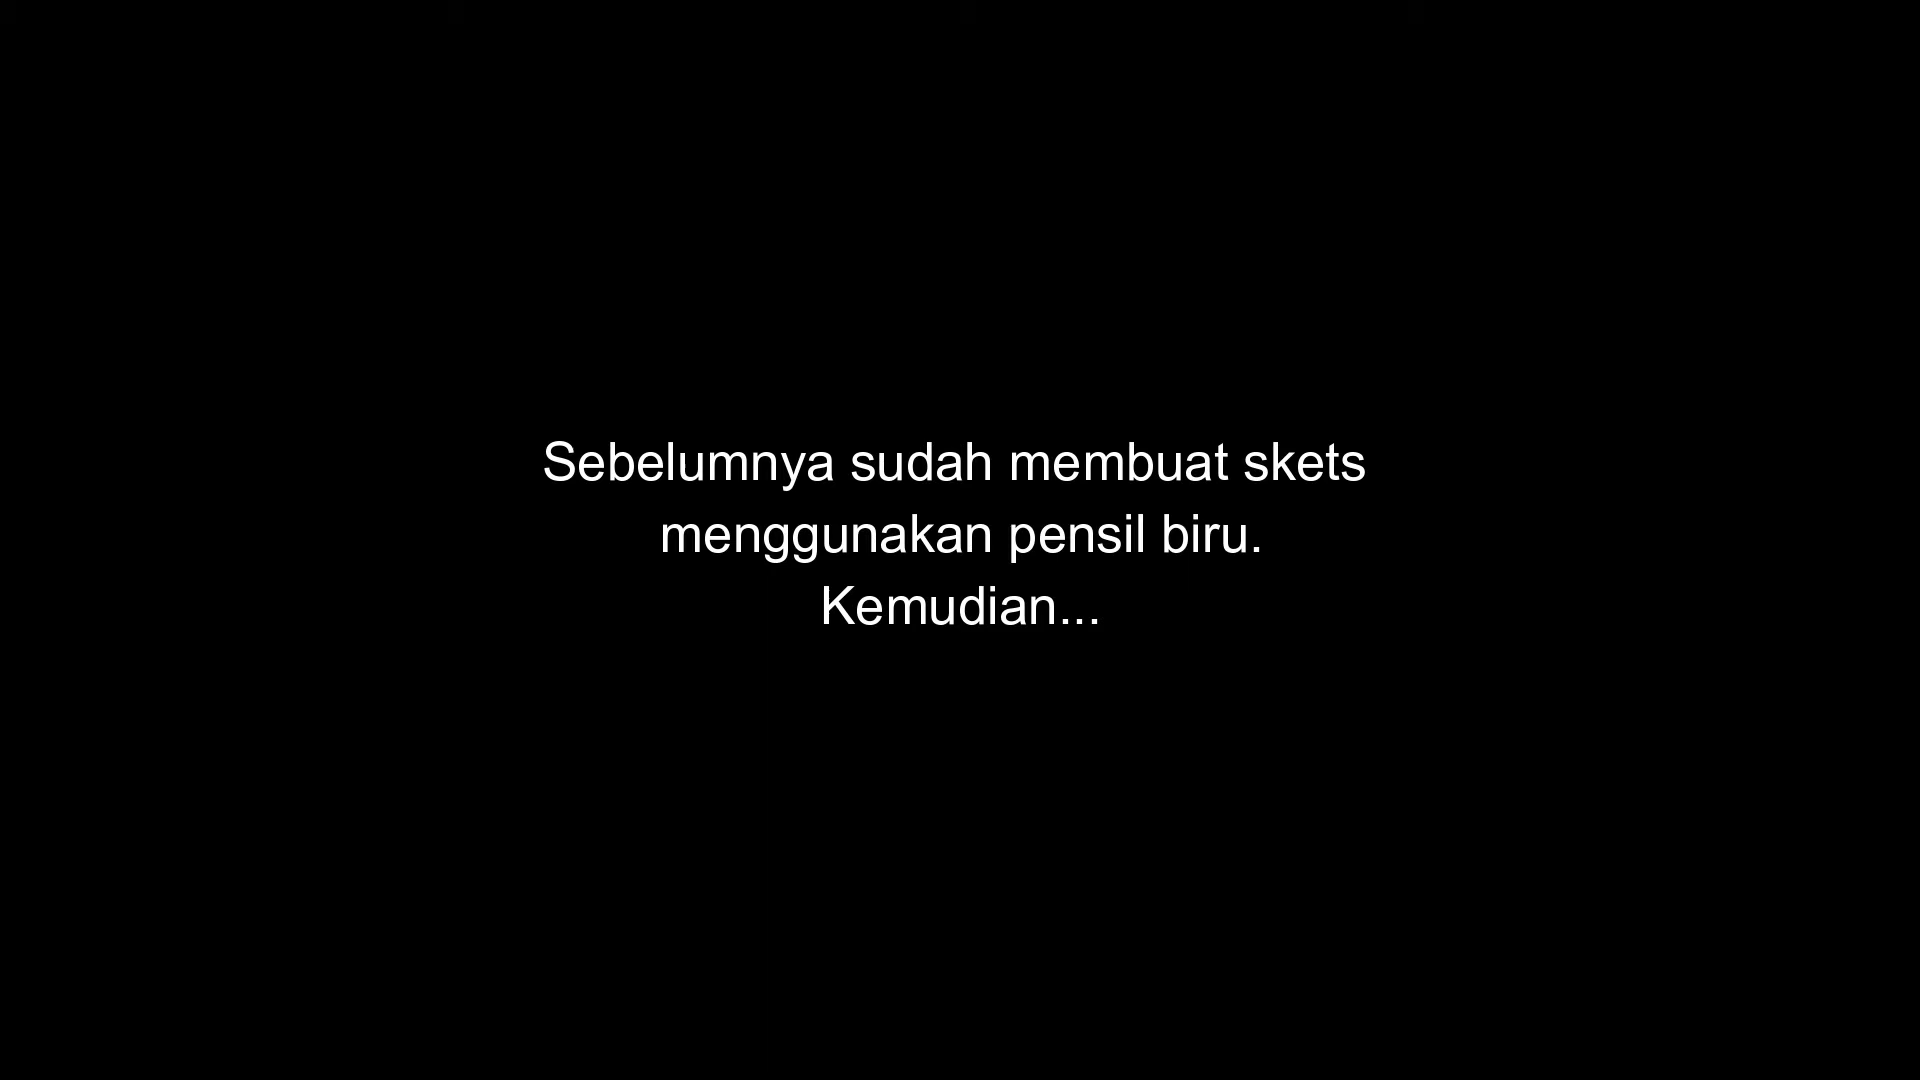 Sebelumnya sudah membuat skets
menggunakan pensil biru.
Kemudian...